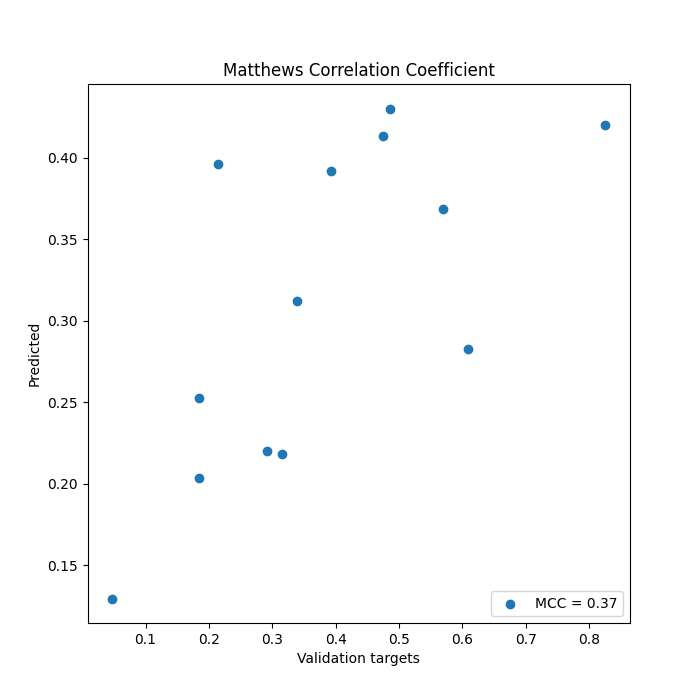 Matthews Correlation Coefficient
Predicted
0.40
0.35
0.30
0.25
0.20
0.15
MCC = 0.37
0.1 0.2 0.3 0.4 0.5 0.6 0.7 0.8
Validation targets